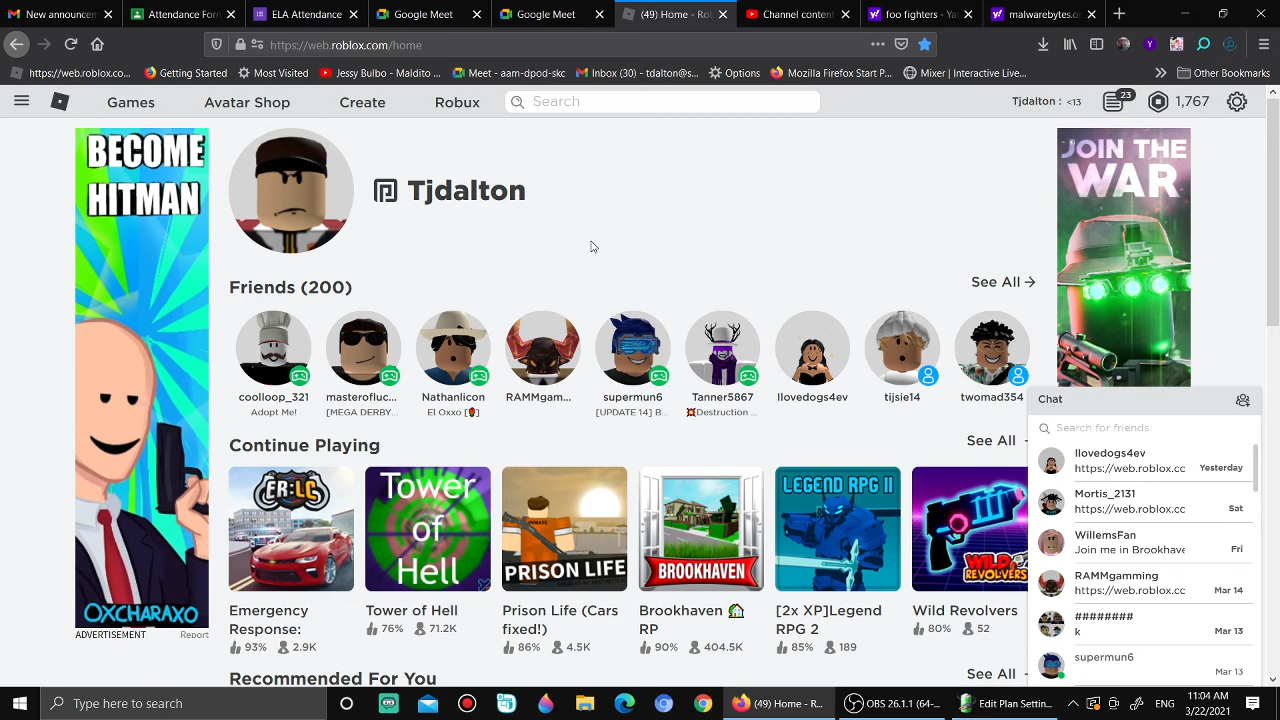 New announcem
Attendance Form
ELA Attendance
Google Meet
Google Meet
(49) Home - Ro
Channel content
foo fighters - Ya
malwarebytes.or
https://web.roblox.com/home
https://web.roblox.co...
Getting Started
Most Visited
Jessy Bulbo - Maldito ...
Meet - aam-dpod-skc
Inbox (30) - tdalton@s...
Options
Mozilla Firefox Start P...
Mixer | Interactive Live...
Other Bookmarks
Games
Avatar Shop
Create
Robux
Search
Tjdalton : <13
23
1,767
BECOME
HITMAN
OXCHARAXO
ADVERTISEMENT
Report
Tjdalton
JOIN THE
WAR
Friends (200)
See All
coolloop_321
Adopt Me!
masterofluc...
[MEGA DERBY...
Nathanlicon
El Oxxo
RAMMgam...
supermun6
[UPDATE 14] B...
Tanner5867
Destruction ...
Ilovedogs4ev
tijsie14
twomad354
Continue Playing
See All
ER:LC
Tower
of
Hell
PRISON LIFE
BROOKHAVEN
LEGEND RPG II
WILD
REVOLVERS
Emergency
Response:
93% 2.9K
Tower of Hell
76% 71.2K
Prison Life (Cars
fixed!)
86% 4.5K
Brookhaven
RP
90% 404.5K
[2x XP]Legend
RPG 2
85% 189
Wild Revolvers
80% 52
Recommended For You
See All
Chat
Search for friends
Ilovedogs4ev
https://web.roblox.cc
Yesterday
Mortis_2131
https://web.roblox.cc
Sat
WillemsFan
Join me in Brookhave
Fri
RAMMgamming
https://web.roblox.cc
Mar 14
########
k
Mar 13
supermun6
Mar 13
Type here to search
(49) Home - R...
OBS 26.1.1 (64-...
Edit Plan Settin...
ENG
11:04 AM
3/22/2021